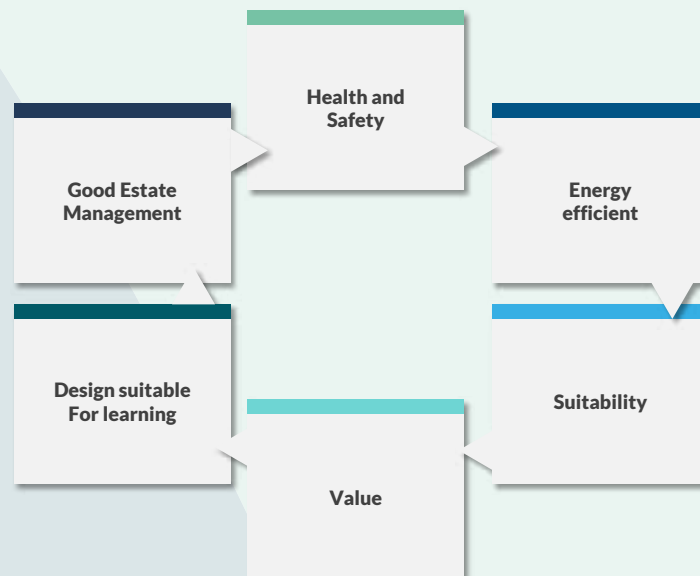 Health and
Safety
Good Estate
Management
Energy
efficient
Design suitable
For learning
Suitability
Value